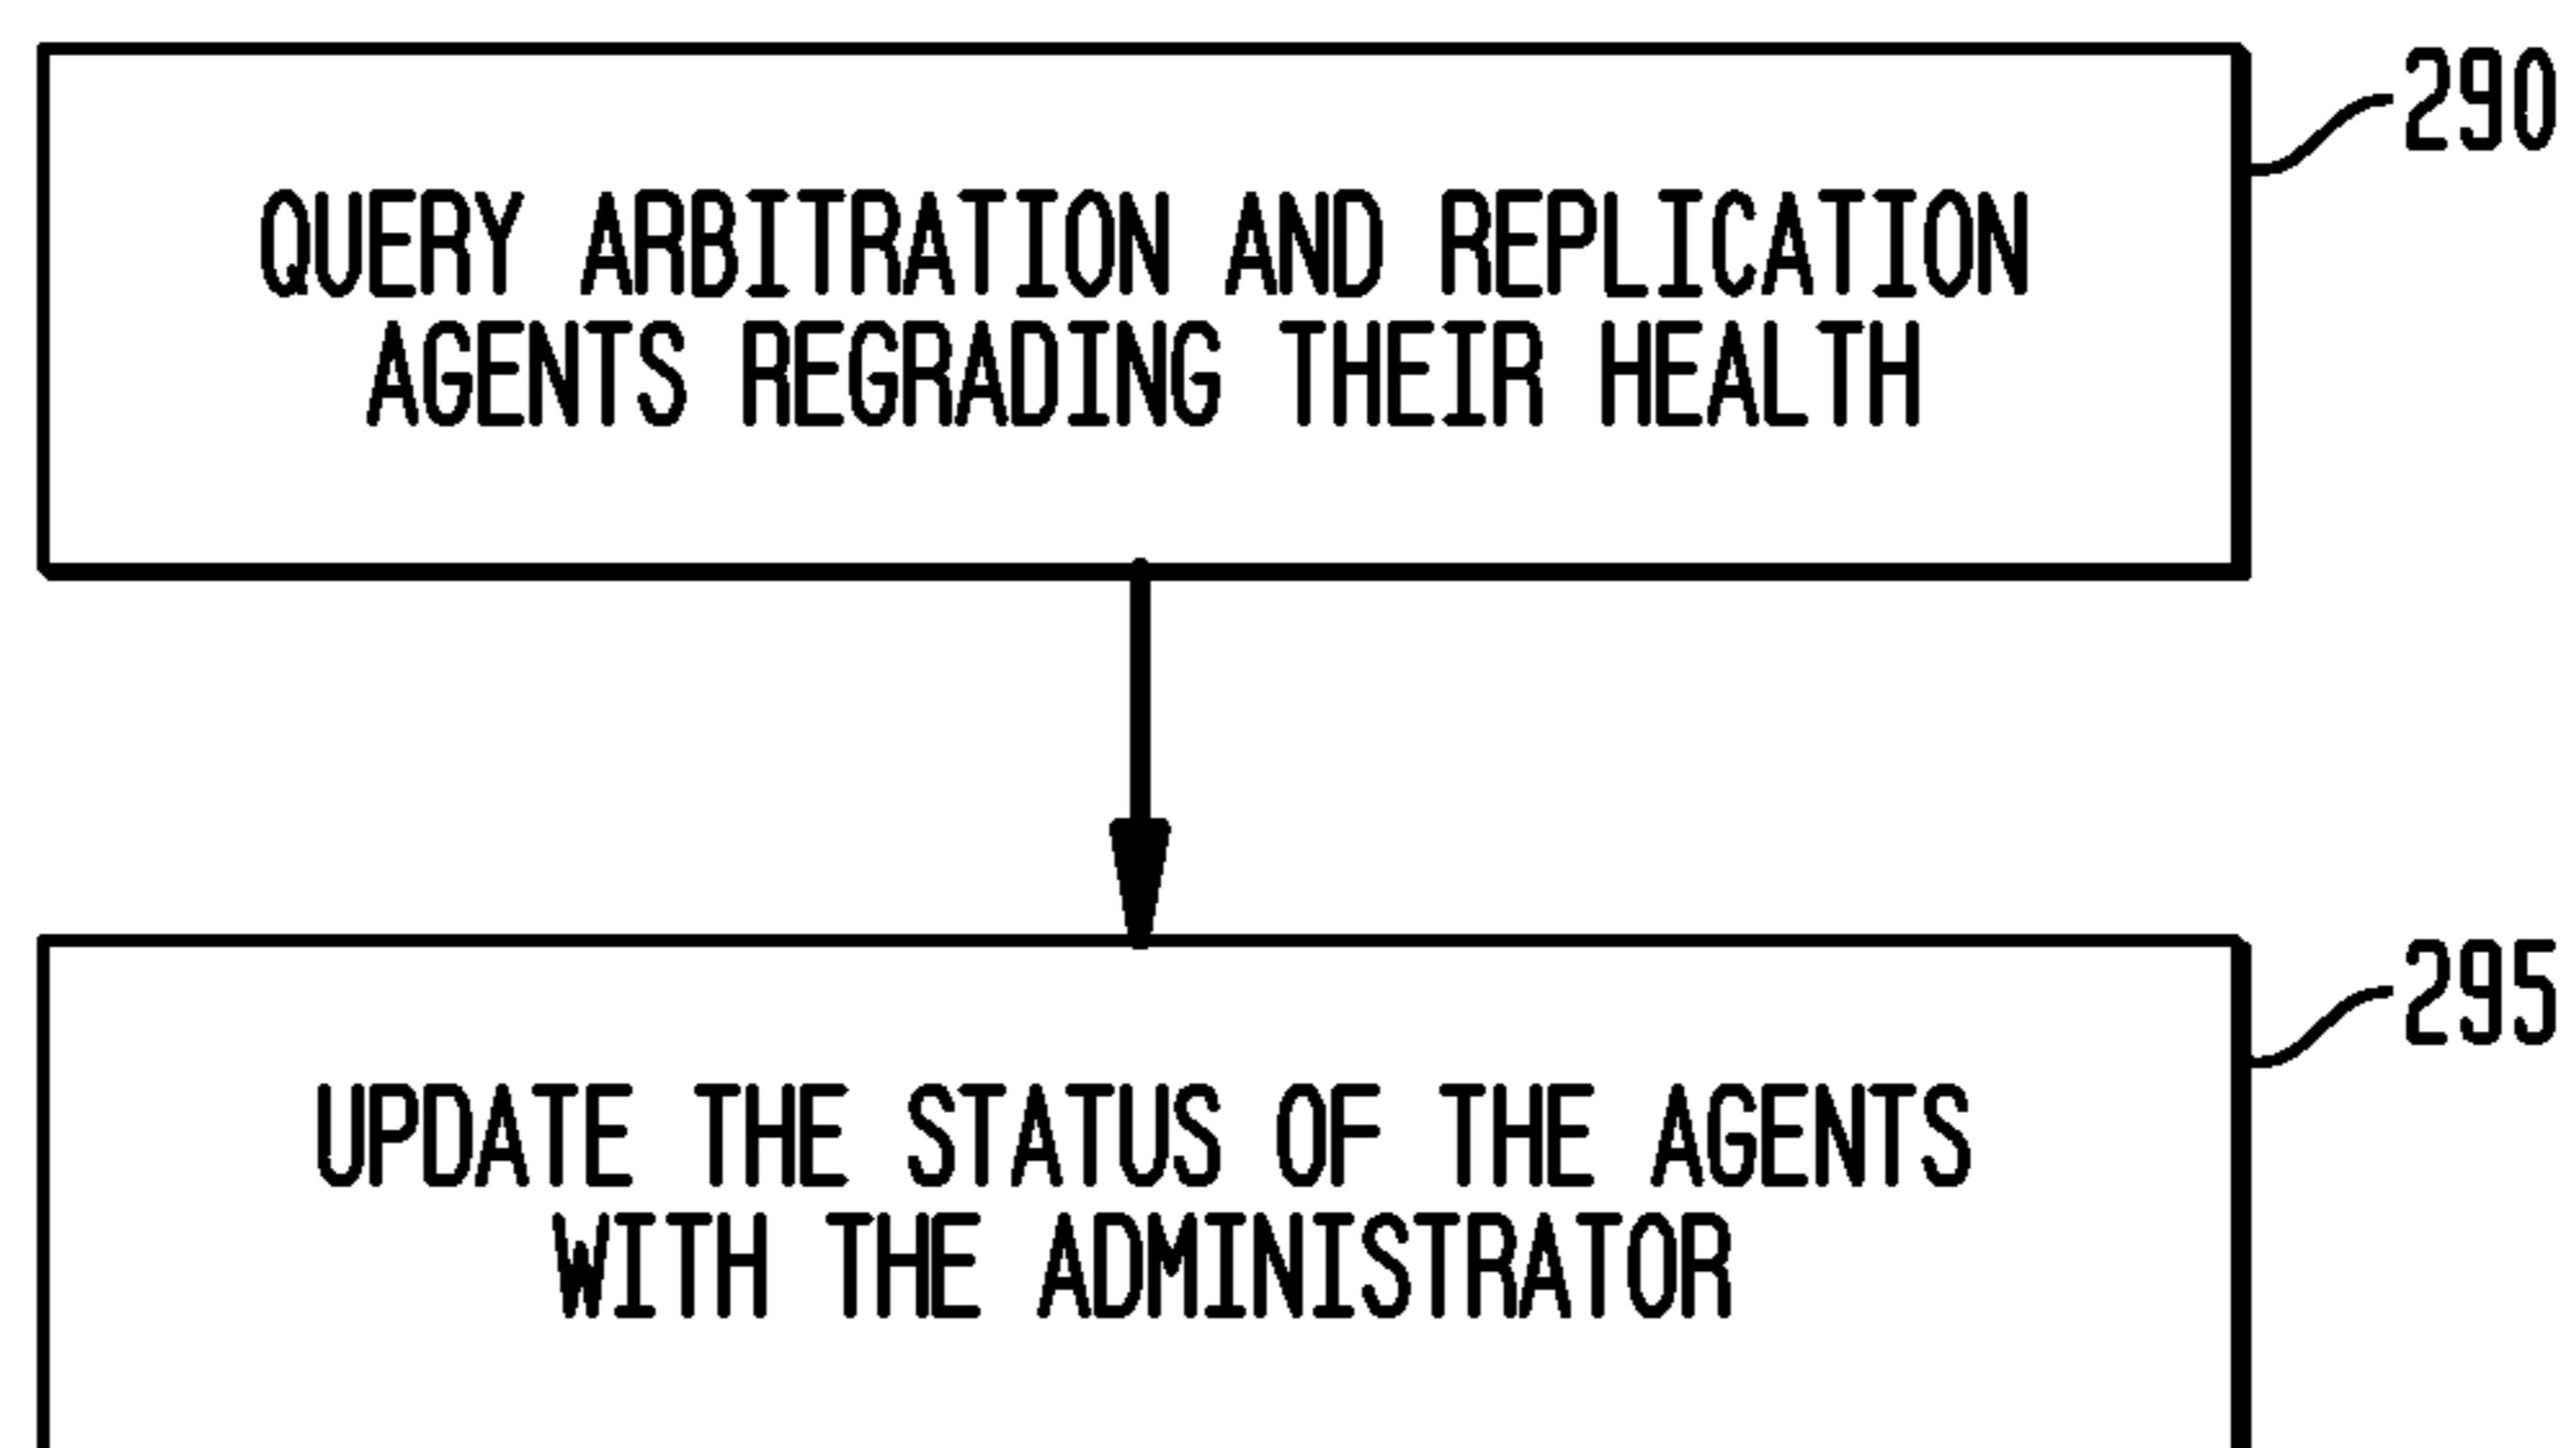 290
QUERY ARBITRATION AND REPLICATION
AGENTS REGRADING THEIR HEALTH
295
UPDATE THE STATUS OF THE AGENTS
WITH THE ADMINISTRATOR